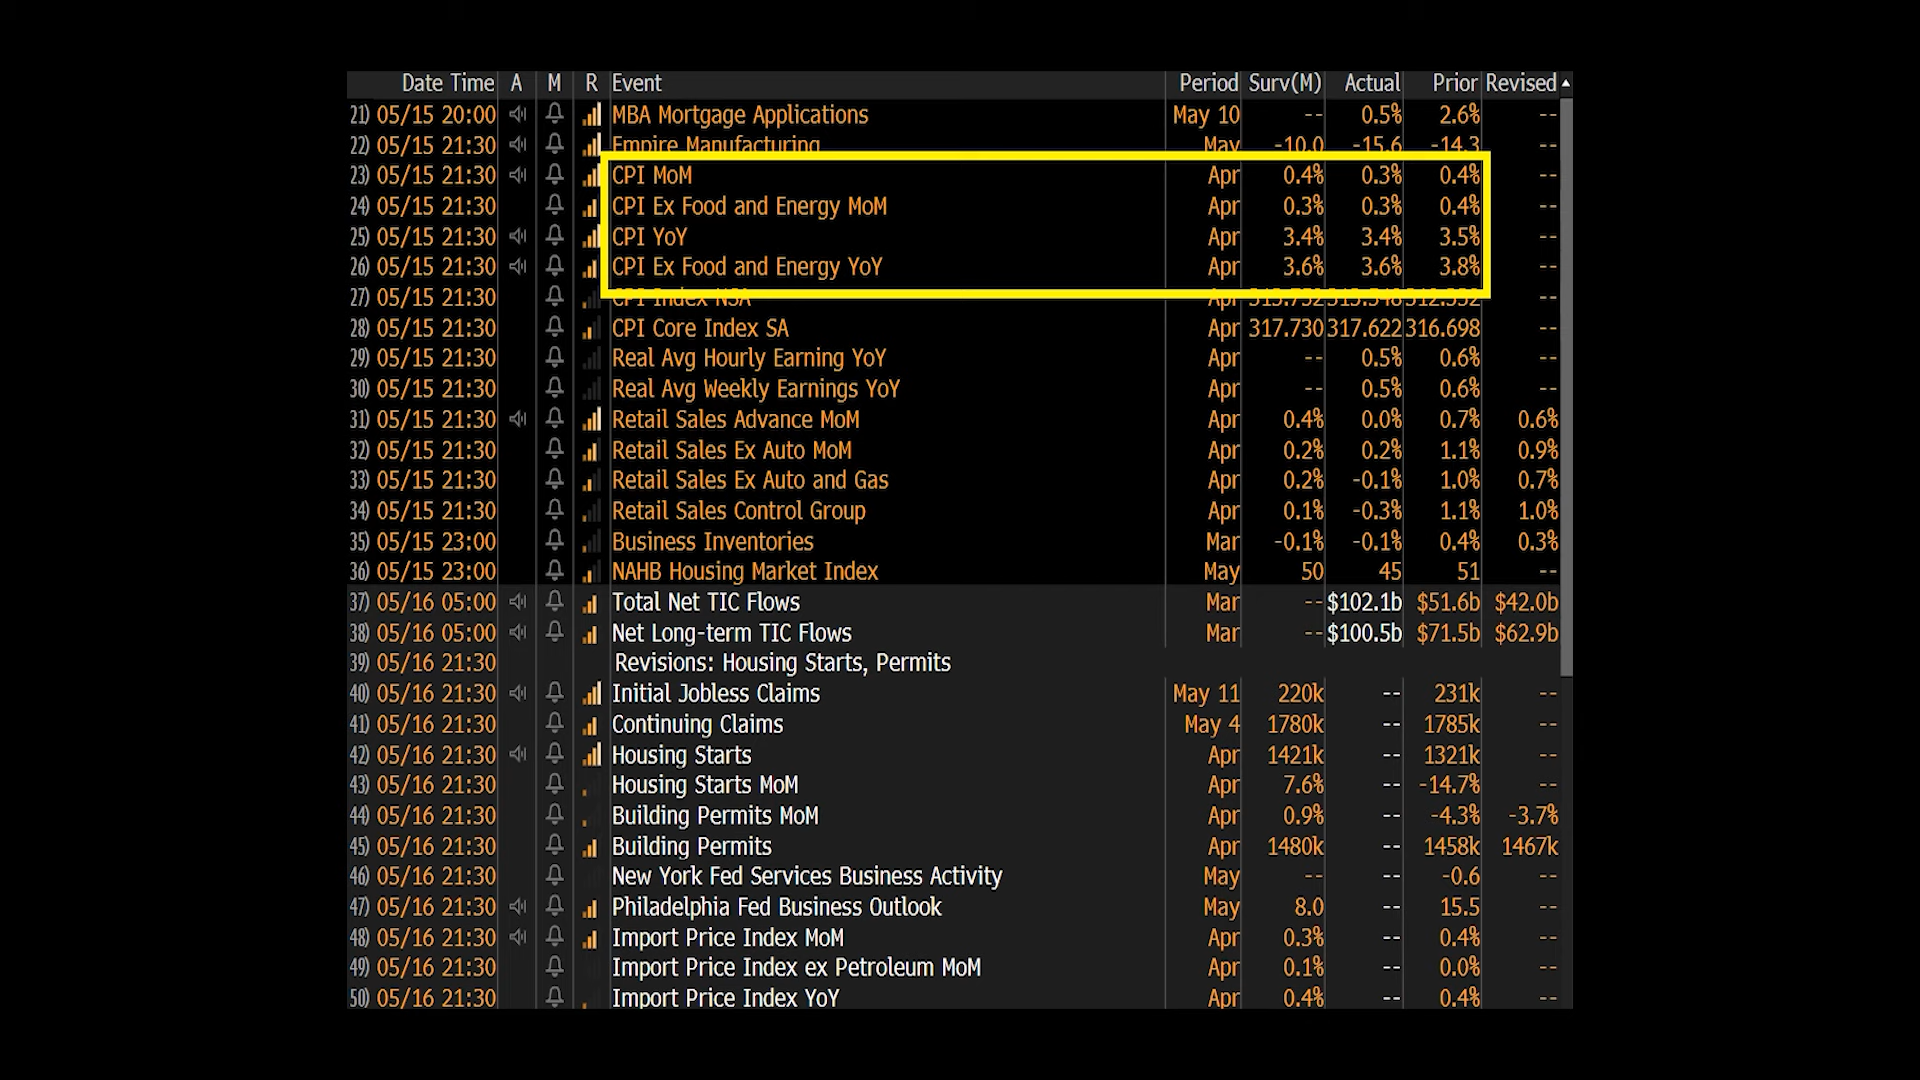 Date Time A M R Event Period Surv(M) Actual Prior Revised
21) 05/15 20:00 MBA Mortgage Applications May 10 -- 0.5% 2.6% --
22) 05/15 21:30 Empire Manufacturing May -10.0 -15.6 -14.3 --
23) 05/15 21:30 CPI MoM Apr 0.4% 0.3% 0.4% --
24) 05/15 21:30 CPI Ex Food and Energy MoM Apr 0.3% 0.3% 0.4% --
25) 05/15 21:30 CPI YoY Apr 3.4% 3.4% 3.5% --
26) 05/15 21:30 CPI Ex Food and Energy YoY Apr 3.6% 3.6% 3.8% --
27) 05/15 21:30 CPI Index NSA Apr --
28) 05/15 21:30 CPI Core Index SA Apr 317.730 317.622 316.698 --
29) 05/15 21:30 Real Avg Hourly Earning YoY Apr -- 0.5% 0.6% --
30) 05/15 21:30 Real Avg Weekly Earnings YoY Apr -- 0.5% 0.6% --
31) 05/15 21:30 Retail Sales Advance MoM Apr 0.4% 0.0% 0.7% 0.6%
32) 05/15 21:30 Retail Sales Ex Auto MoM Apr 0.2% 0.2% 1.1% 0.9%
33) 05/15 21:30 Retail Sales Ex Auto and Gas Apr 0.2% -0.1% 1.0% 0.7%
34) 05/15 21:30 Retail Sales Control Group Apr 0.1% -0.3% 1.1% 1.0%
35) 05/15 23:00 Business Inventories Mar -0.1% -0.1% 0.4% 0.3%
36) 05/15 23:00 NAHB Housing Market Index May 50 45 51 --
37) 05/16 05:00 Total Net TIC Flows Mar -- $102.1b $51.6b $42.0b
38) 05/16 05:00 Net Long-term TIC Flows Mar -- $100.5b $71.5b $62.9b
39) 05/16 21:30 Revisions: Housing Starts, Permits
40) 05/16 21:30 Initial Jobless Claims May 11 220k -- 231k --
41) 05/16 21:30 Continuing Claims May 4 1780k -- 1785k --
42) 05/16 21:30 Housing Starts Apr 1421k -- 1321k --
43) 05/16 21:30 Housing Starts MoM Apr 7.6% -- -14.7% --
44) 05/16 21:30 Building Permits MoM Apr 0.9% -- -4.3% -3.7%
45) 05/16 21:30 Building Permits Apr 1480k -- 1458k 1467k
46) 05/16 21:30 New York Fed Services Business Activity May -- -- -0.6 --
47) 05/16 21:30 Philadelphia Fed Business Outlook May 8.0 -- 15.5 --
48) 05/16 21:30 Import Price Index MoM Apr 0.3% -- 0.4% --
49) 05/16 21:30 Import Price Index ex Petroleum MoM Apr 0.1% -- 0.0% --
50) 05/16 21:30 Import Price Index YoY Apr 0.4% -- 0.4% --